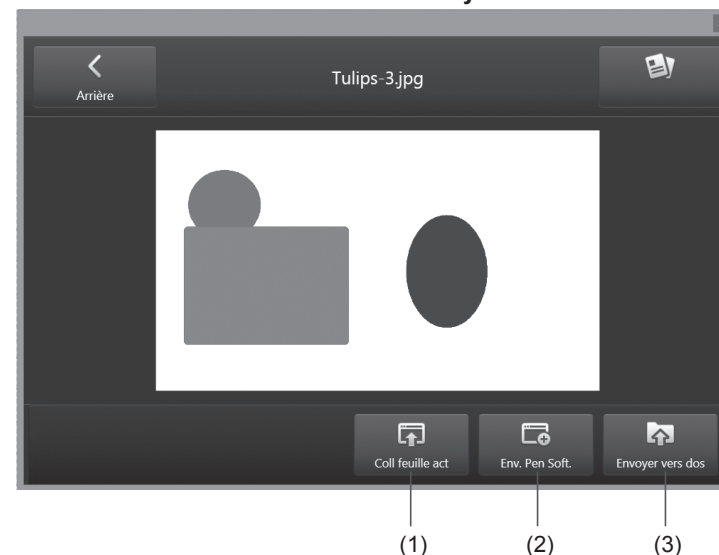 Arrière
Tulips-3.jpg
Coll feuille act
Env. Pen Soft.
Envoyer vers dos
(1)
(2)
(3)